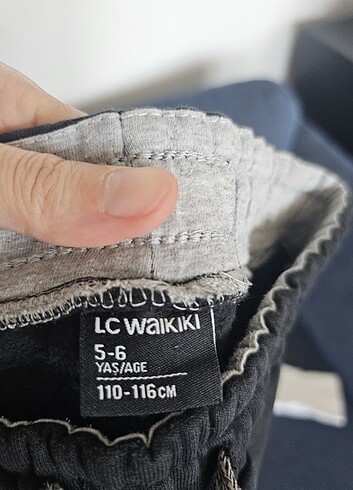 LC WAIKIKI
5-6
YAŞ/AGE
110-116CM